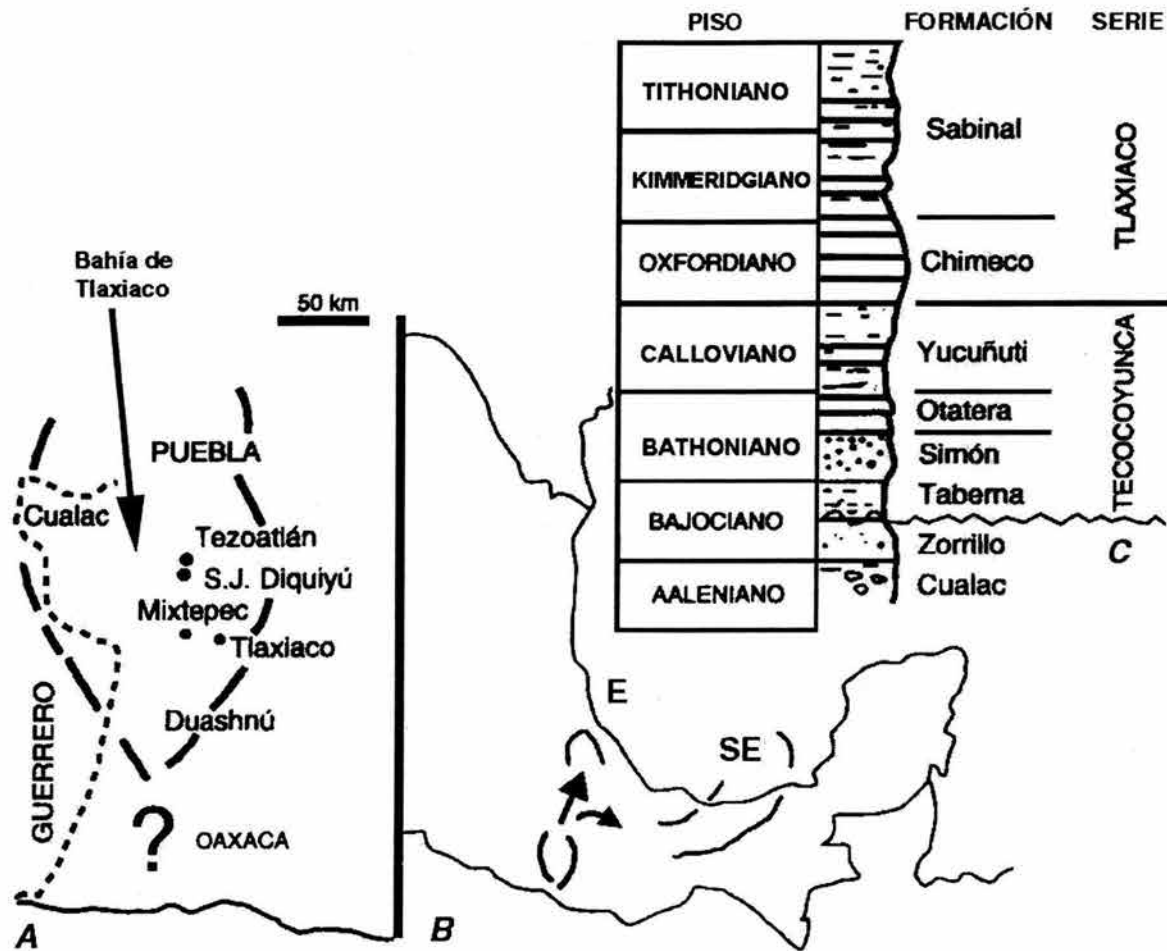 PISO FORMACIÓN SERIE
TITHONIANO
Sabinal
KIMMERIDGIANO
TLAXIACO
OXFORDIANO
Chimeco
CALLOVIANO
Yucuñuti
Otatera
BATHONIANO
Simón
TECOCOYUNCA
Taberna
BAJOCIANO
Zorrillo
C
AALENIANO
Cualac
Bahía de
Tlaxiaco
50 km
PUEBLA
Cualac
Tezoatlán
S.J. Diquiyú
Mixtepec
Tlaxiaco
Duashnú
GUERRERO
?
OAXACA
A
E
SE
B